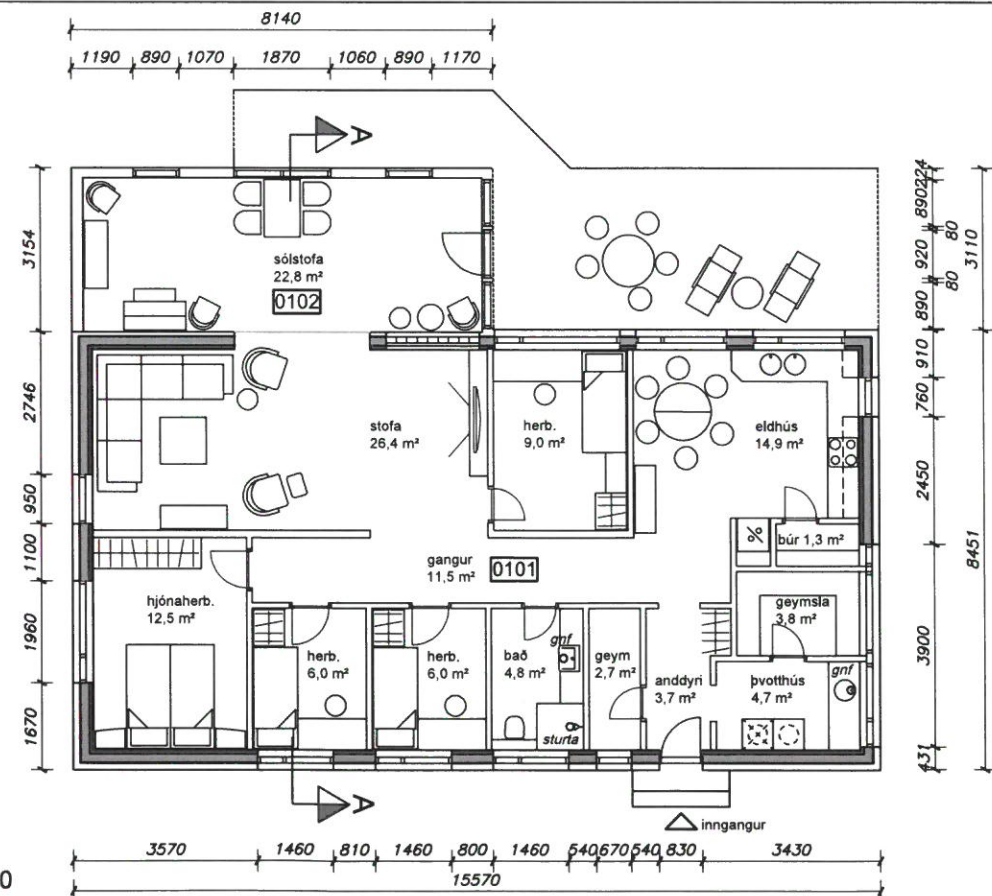 8140
1190 890 1070 1870 1060 890 1170
A
3154
2746
950
1100
1960
1670
sólstofa
22,8 m²
0102
890 224
80
920
80
890
3110
910
760
2450
3900
431
8451
stofa
26,4 m²
herb.
9,0 m²
eldhús
14,9 m²
%
búr 1,3 m²
gangur
11,5 m²
0101
hjónaherb.
12,5 m²
geymsla
3,8 m²
herb.
6,0 m²
herb.
6,0 m²
bað
4,8 m²
gnf
sturta
geym
2,7 m²
anddyri
3,7 m²
þvotthús
4,7 m²
gnf
A
inngangur
3570 1460 810 1460 800 1460 540 670 540 830 3430
15570
0